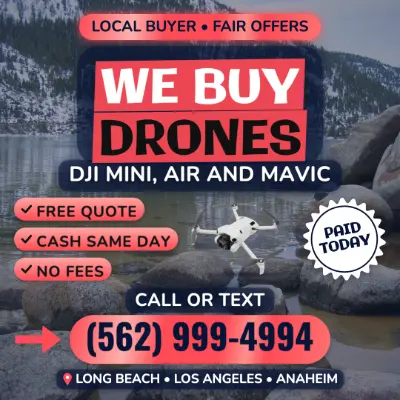 LOCAL BUYER • FAIR OFFERS
WE BUY
DRONES
DJI MINI, AIR AND MAVIC
FREE QUOTE
CASH SAME DAY
NO FEES
PAID
TODAY
CALL OR TEXT
(562) 999-4994
LONG BEACH • LOS ANGELES • ANAHEIM